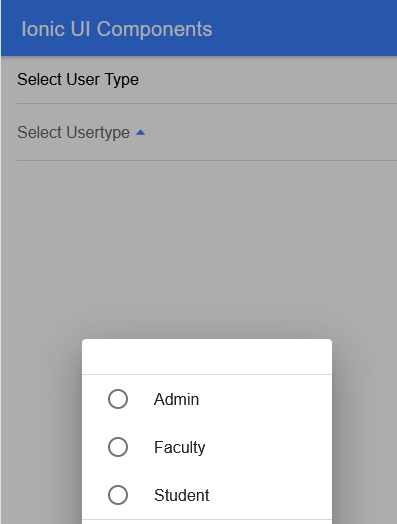 Ionic UI Components
Select User Type
Select Usertype
Admin
Faculty
Student